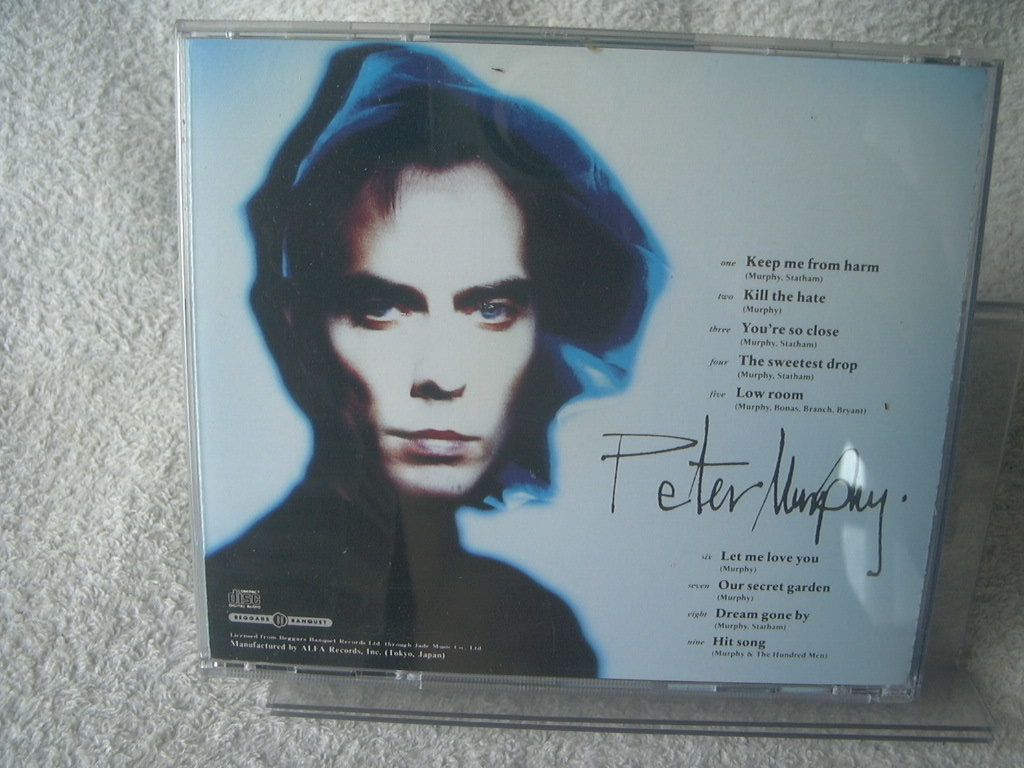 one Keep me from harm
(Murphy, Statham)
two Kill the hate
(Murphy)
three You're so close
(Murphy, Statham)
four The sweetest drop
(Murphy, Statham)
five Low room
(Murphy, Bonas, Branch, Bryant)
Peter Murphy.
six Let me love you
(Murphy)
seven Our secret garden
(Murphy)
eight Dream gone by
(Murphy, Statham)
nine Hit song
(Murphy & The Hundred Men)
COMPACT
disc
DIGITAL AUDIO
BEGGARS BANQUET
Licensed from Beggars Banquet Records Ltd. through Jade Music Co., Ltd.
Manufactured by ALFA Records, Inc. (Tokyo, Japan)